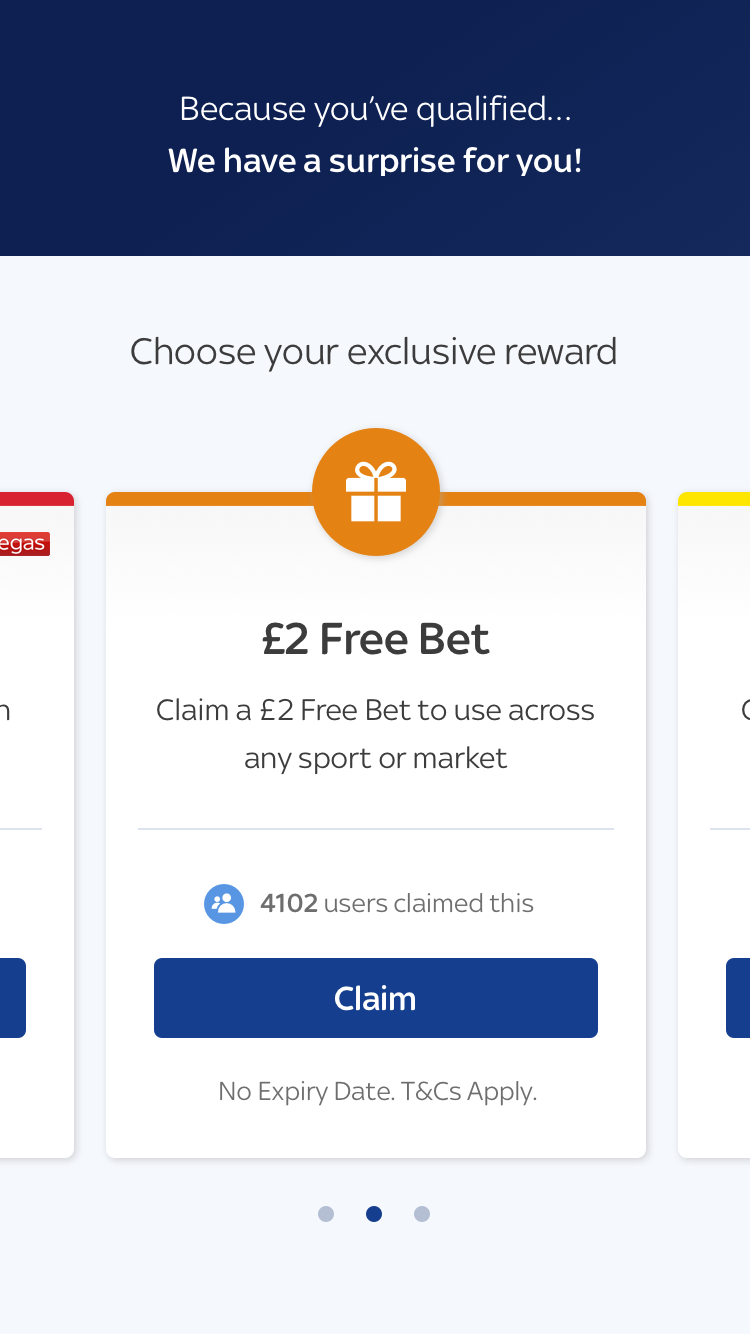 Because you've qualified...
We have a surprise for you!
Choose your exclusive reward
egas
£2 Free Bet
Claim a £2 Free Bet to use across
any sport or market
4102 users claimed this
Claim
No Expiry Date. T&Cs Apply.